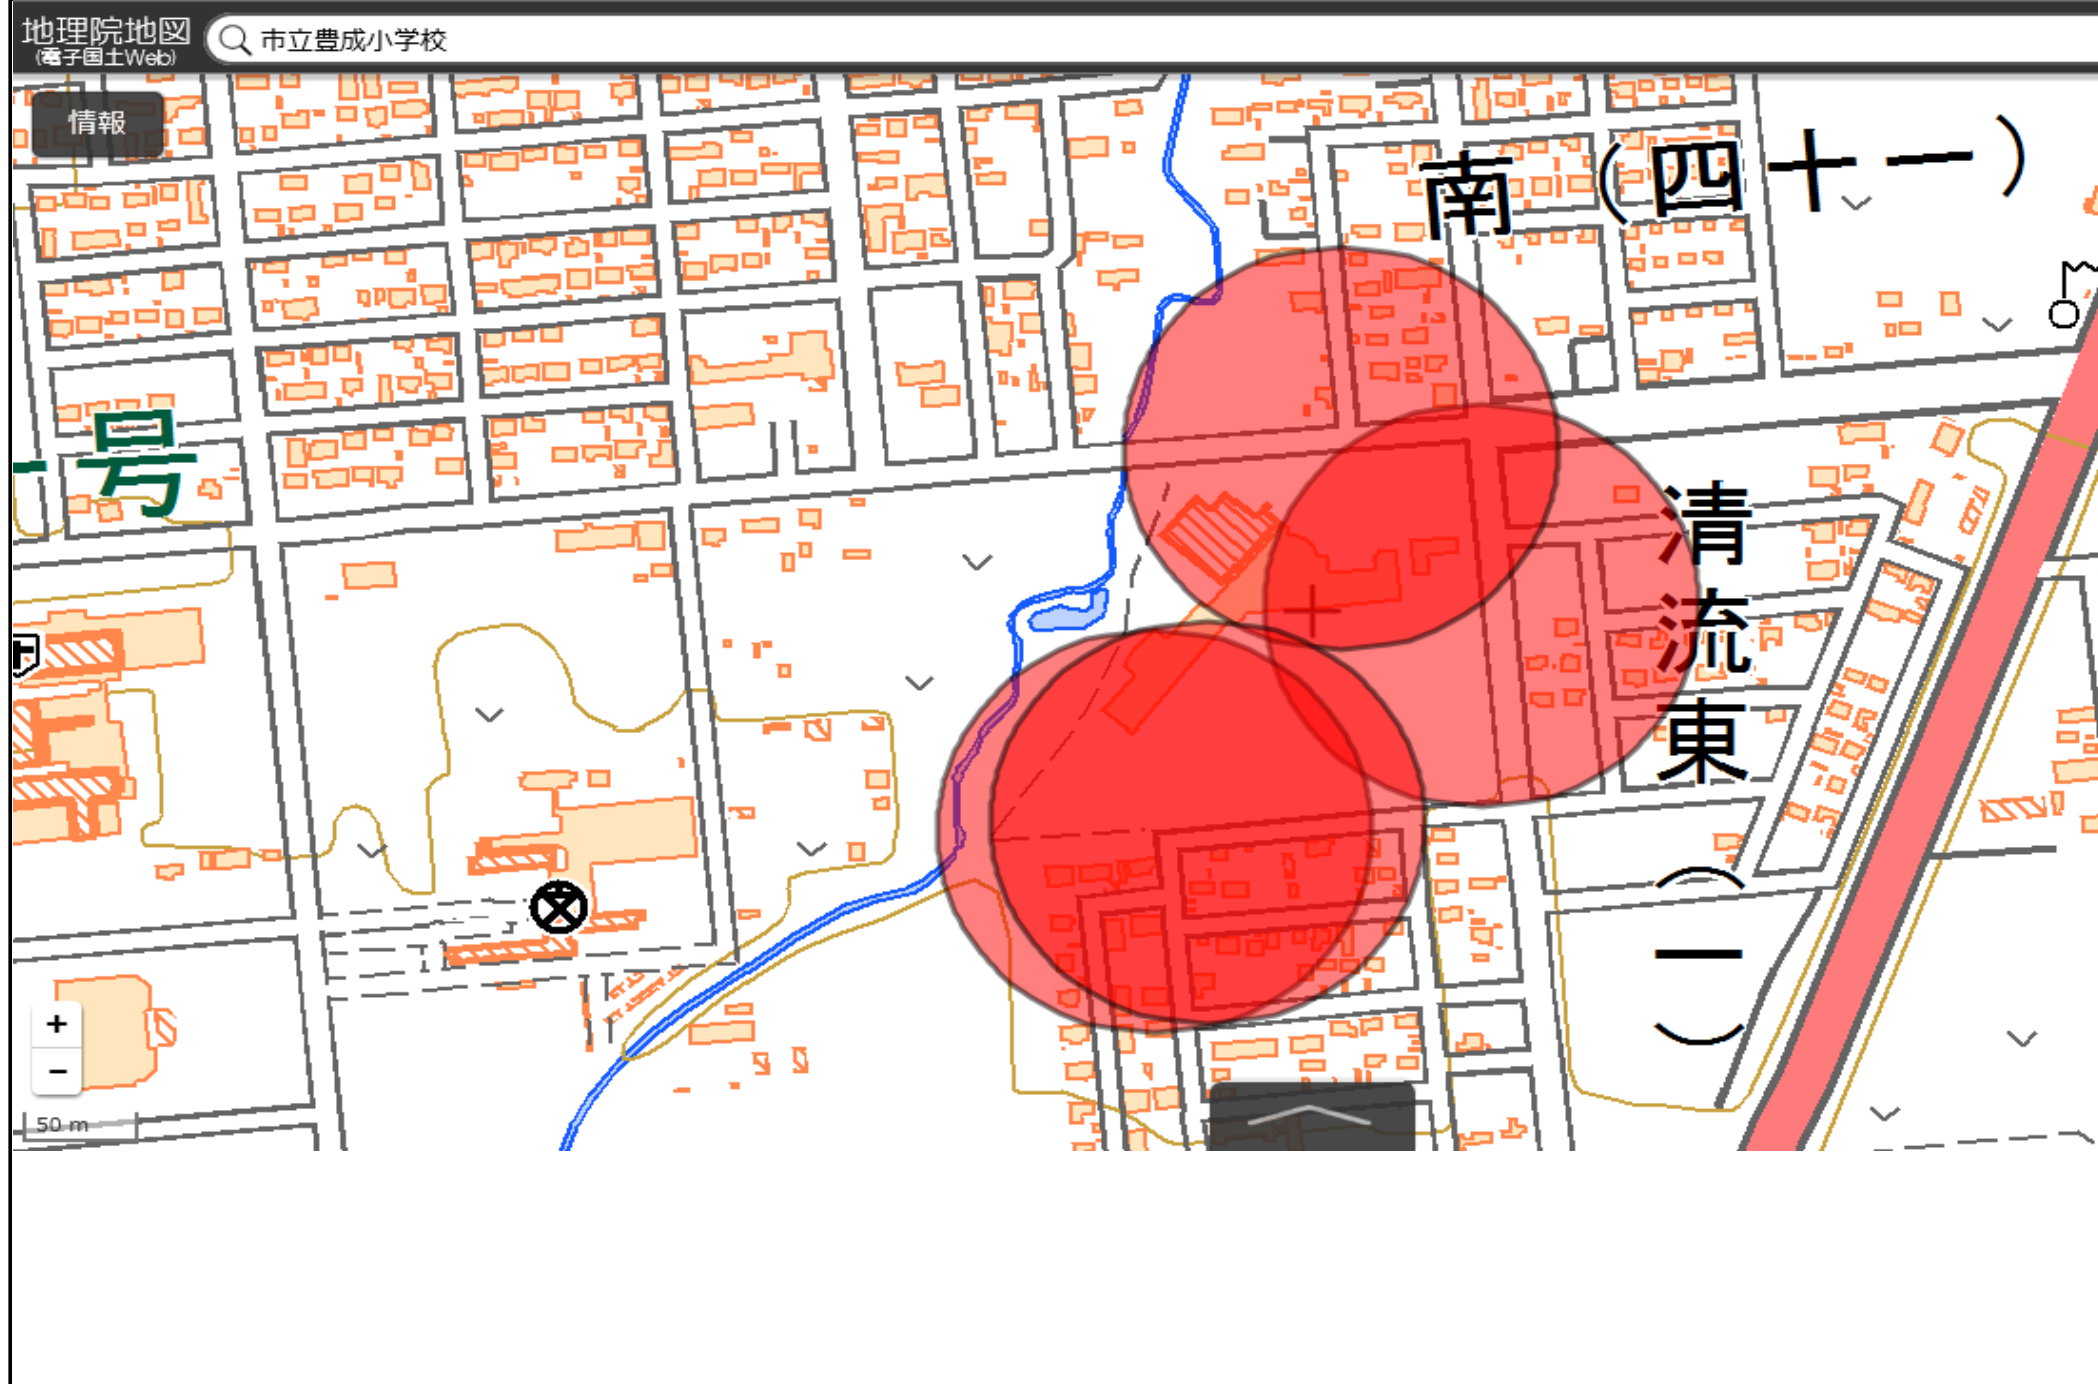 地理院地図
(電子国土Web)
市立豊成小学校
情報
南（四十一）
一号
清流東（一）
+
−
50 m